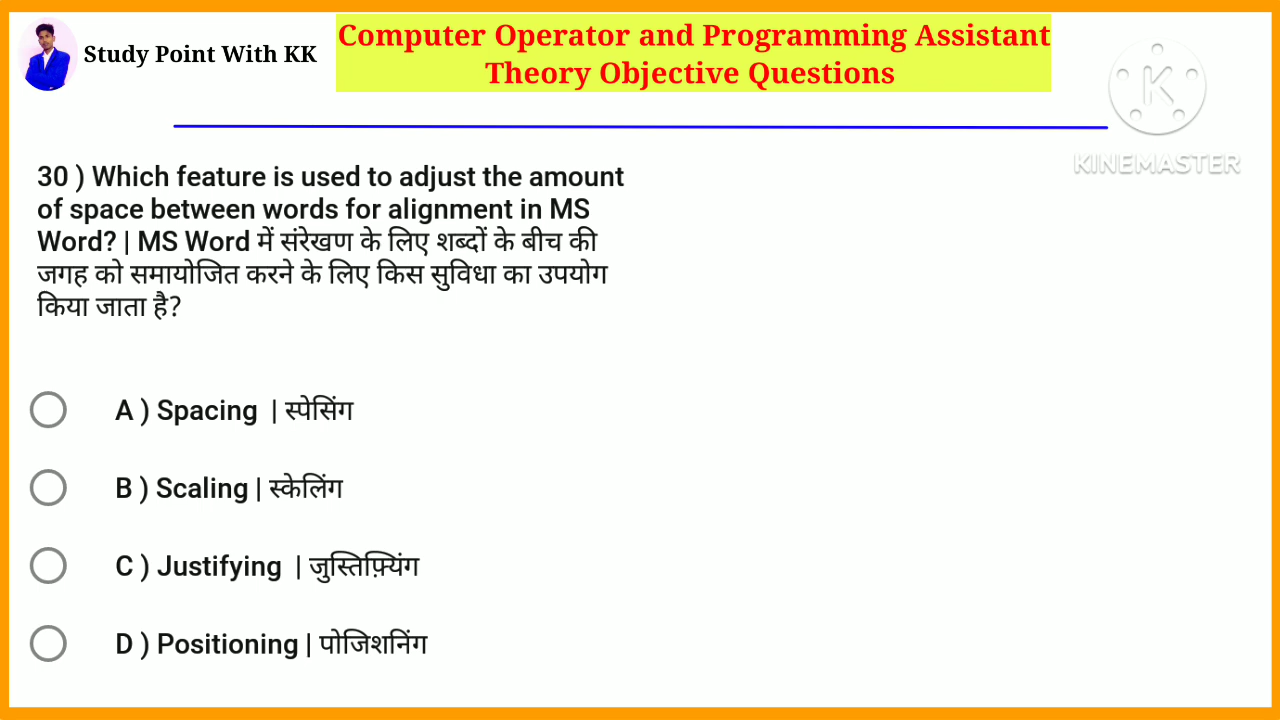 Study Point With KK
Computer Operator and Programming Assistant
Theory Objective Questions
K
KINEMASTER
30 ) Which feature is used to adjust the amount
of space between words for alignment in MS
Word? | MS Word में संरेखण के लिए शब्दों के बीच की
जगह को समायोजित करने के लिए किस सुविधा का उपयोग
किया जाता है?
A ) Spacing | स्पेसिंग
B ) Scaling | स्केलिंग
C ) Justifying | जुस्तिफ़्यिंग
D ) Positioning | पोजिशनिंग